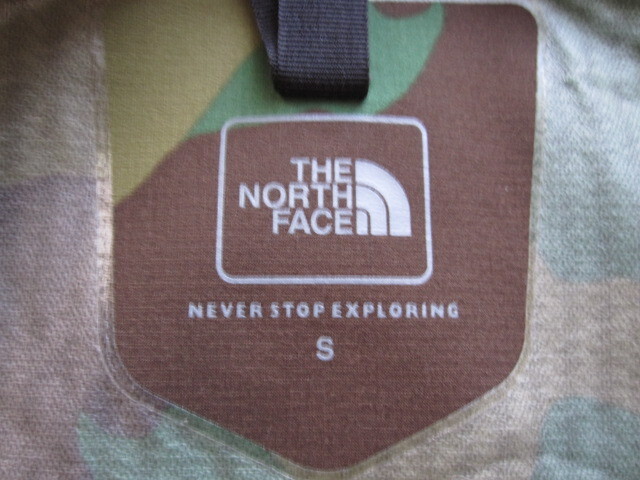 THE
NORTH
FACE
NEVER STOP EXPLORING
S